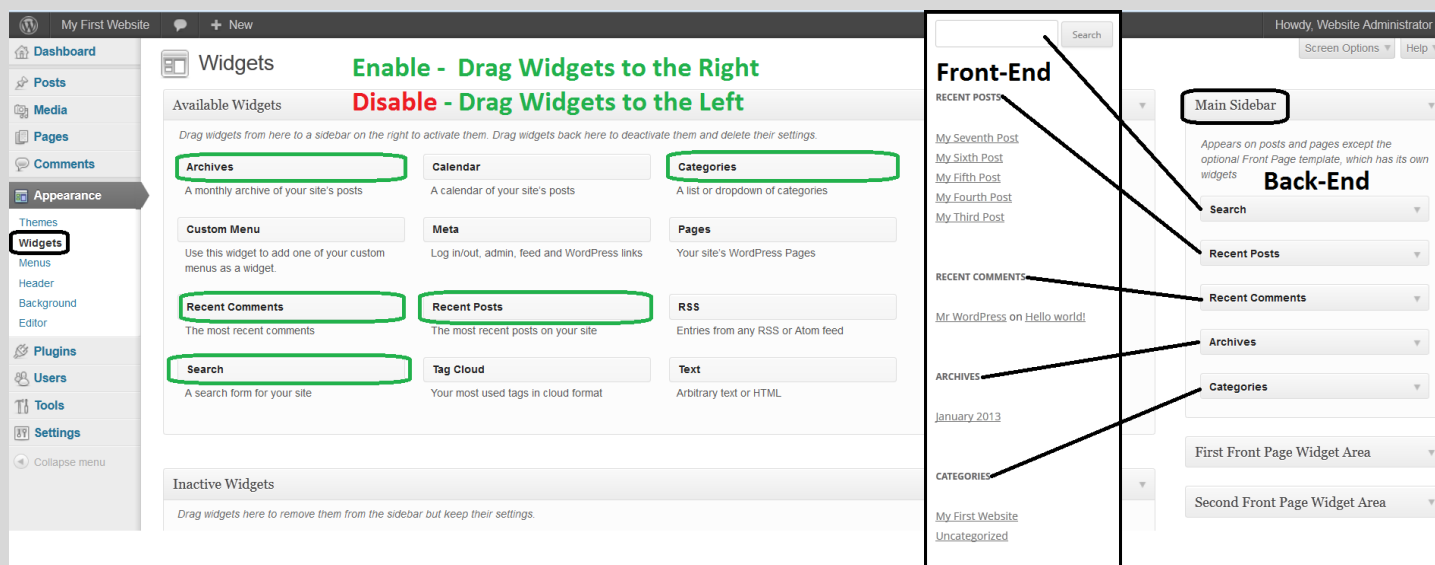 My First Website
+ New
Howdy, Website Administrator
Screen Options
Help
Dashboard
Posts
Media
Pages
Comments
Appearance
Themes
Widgets
Menus
Header
Background
Editor
Plugins
Users
Tools
Settings
Collapse menu
Widgets
Enable - Drag Widgets to the Right
Disable - Drag Widgets to the Left
Available Widgets
Drag widgets from here to a sidebar on the right to activate them. Drag widgets back here to deactivate them and delete their settings.
Archives
A monthly archive of your site's posts
Calendar
A calendar of your site's posts
Categories
A list or dropdown of categories
Custom Menu
Use this widget to add one of your custom
menus as a widget.
Meta
Log in/out, admin, feed and WordPress links
Pages
Your site's WordPress Pages
Recent Comments
The most recent comments
Recent Posts
The most recent posts on your site
RSS
Entries from any RSS or Atom feed
Search
A search form for your site
Tag Cloud
Your most used tags in cloud format
Text
Arbitrary text or HTML
Inactive Widgets
Drag widgets here to remove them from the sidebar but keep their settings.
Search
Front-End
RECENT POSTS
My Seventh Post
My Sixth Post
My Fifth Post
My Fourth Post
My Third Post
RECENT COMMENTS
Mr WordPress on Hello world!
ARCHIVES
January 2013
CATEGORIES
My First Website
Uncategorized
Main Sidebar
Appears on posts and pages except the
optional Front Page template, which has its own
widgets
Back-End
Search
Recent Posts
Recent Comments
Archives
Categories
First Front Page Widget Area
Second Front Page Widget Area